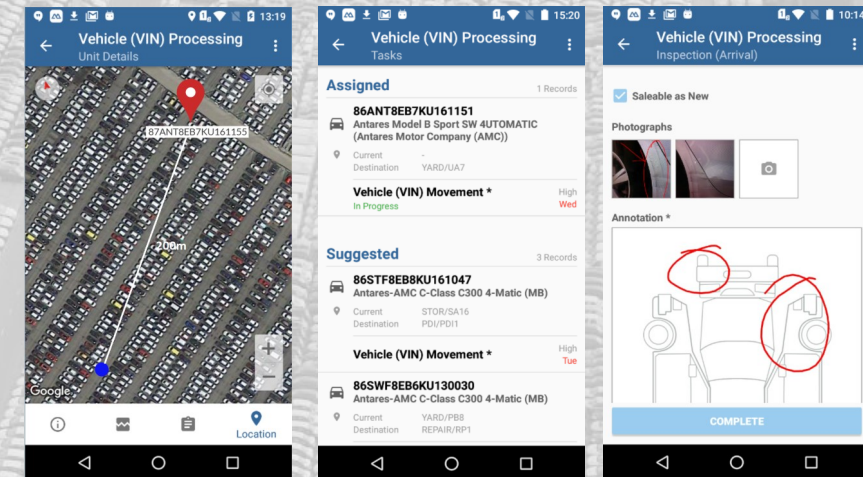 13:19
Vehicle (VIN) Processing
Unit Details
87ANT8EB7KU161155
208m
+
−
Google
Location
15:20
Vehicle (VIN) Processing
Tasks
Assigned
1 Records
86ANT8EB7KU161151
Antares Model B Sport SW 4UTOMATIC
(Antares Motor Company (AMC))
Current -
Destination YARD/UA7
Vehicle (VIN) Movement * High
In Progress Wed
Suggested
3 Records
86STF8EB8KU161047
Antares-AMC C-Class C300 4-Matic (MB)
Current STOR/SA16
Destination PDI/PDI1
Vehicle (VIN) Movement * High
Tue
86SWF8EB6KU130030
Antares-AMC C-Class C300 4-Matic (MB)
Current YARD/PB8
Destination REPAIR/RP1
10:14
Vehicle (VIN) Processing
Inspection (Arrival)
Saleable as New
Photographs
Annotation *
COMPLETE